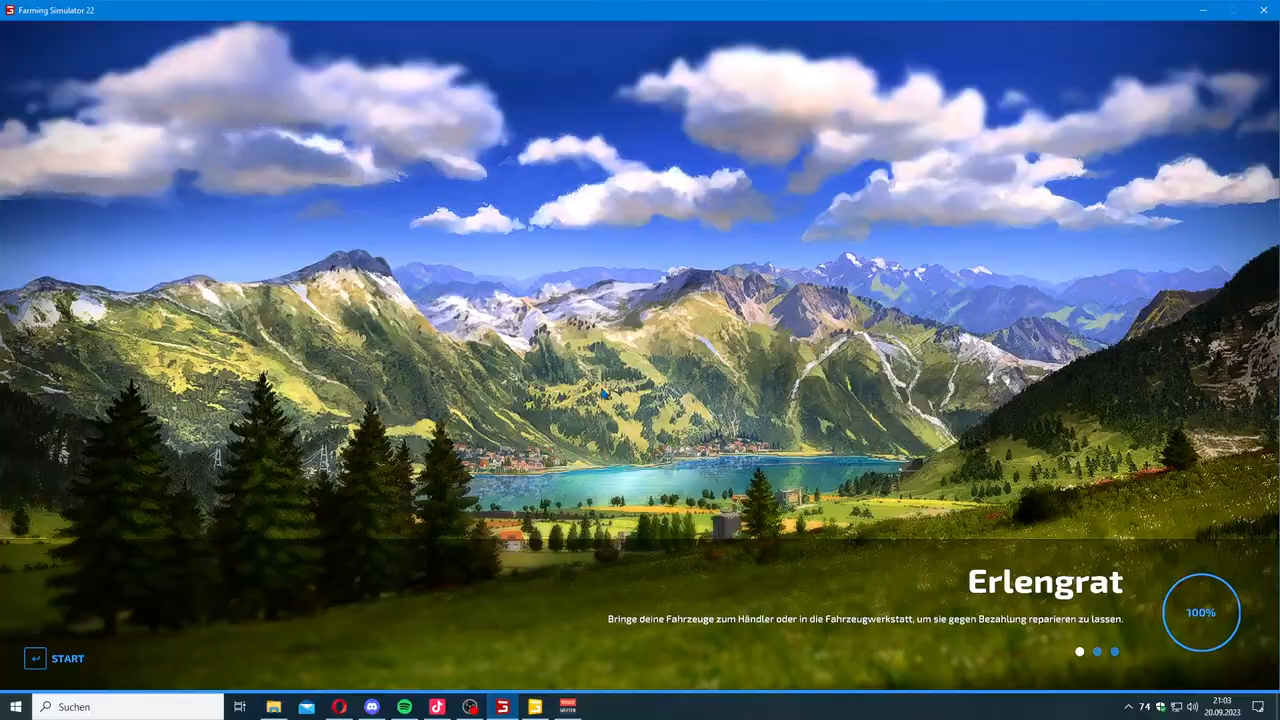 Farming Simulator 22
Erlengrat
Bringe deine Fahrzeuge zum Händler oder in die Fahrzeugwerkstatt, um sie gegen Bezahlung reparieren zu lassen.
100%
START
Suchen
74
21:03
20.09.2023